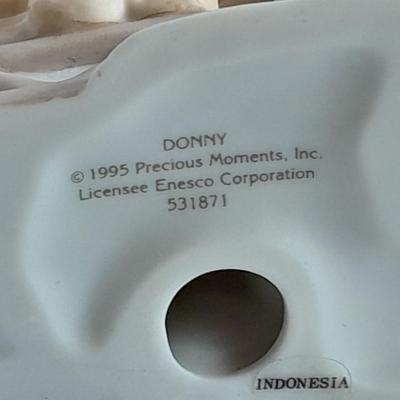 DONNY
© 1995 Precious Moments, Inc.
Licensee Enesco Corporation
531871
INDONESIA